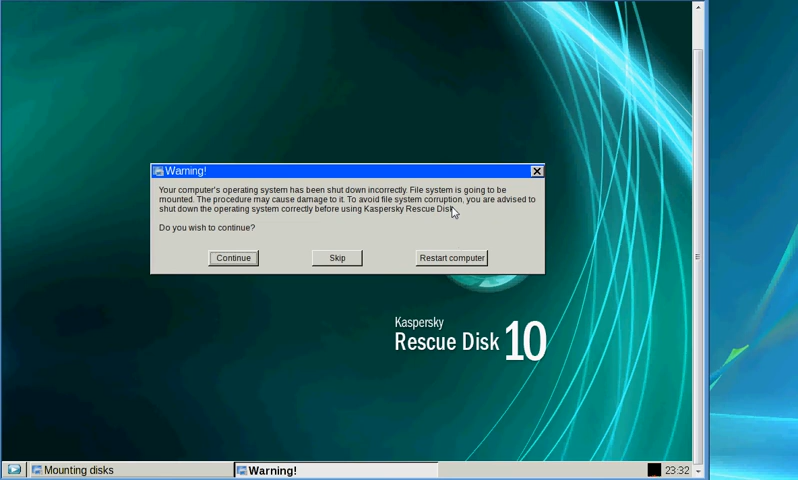 Warning!
Your computer's operating system has been shut down incorrectly. File system is going to be
mounted. The procedure may cause damage to it. To avoid file system corruption, you are advised to
shut down the operating system correctly before using Kaspersky Rescue Disk.
Do you wish to continue?
Continue Skip Restart computer
Kaspersky
Rescue Disk 10
Mounting disks Warning! 23:32